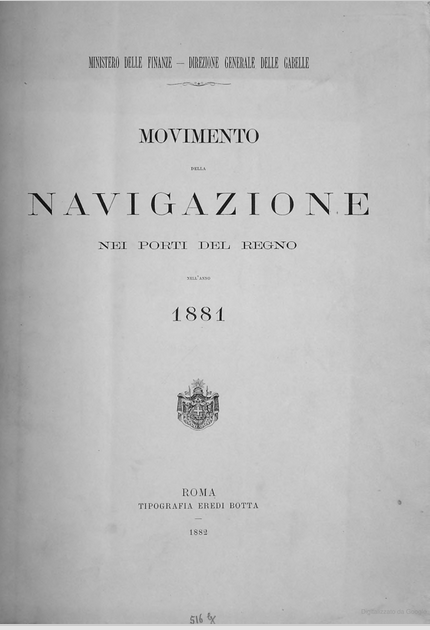 MINISTERO DELLE FINANZE — DIREZIONE GENERALE DELLE GABELLE
MOVIMENTO
DELLA
NAVIGAZIONE
NEI PORTI DEL REGNO
NELL'ANNO
1881
ROMA
TIPOGRAFIA EREDI BOTTA
1882